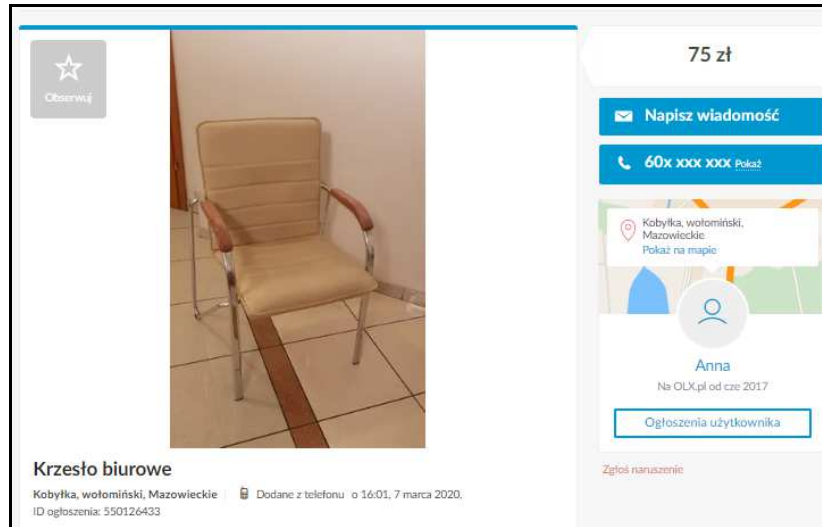 Obserwuj
75 zł
Napisz wiadomość
60x xxx xxx Pokaż
Kobyłka, wołomiński,
Mazowieckie
Pokaż na mapie
Anna
Na OLX.pl od cze 2017
Ogłoszenia użytkownika
Zgłoś naruszenie
Krzesło biurowe
Kobyłka, wołomiński, Mazowieckie Dodane z telefonu o 16:01, 7 marca 2020,
ID ogłoszenia: 550126433